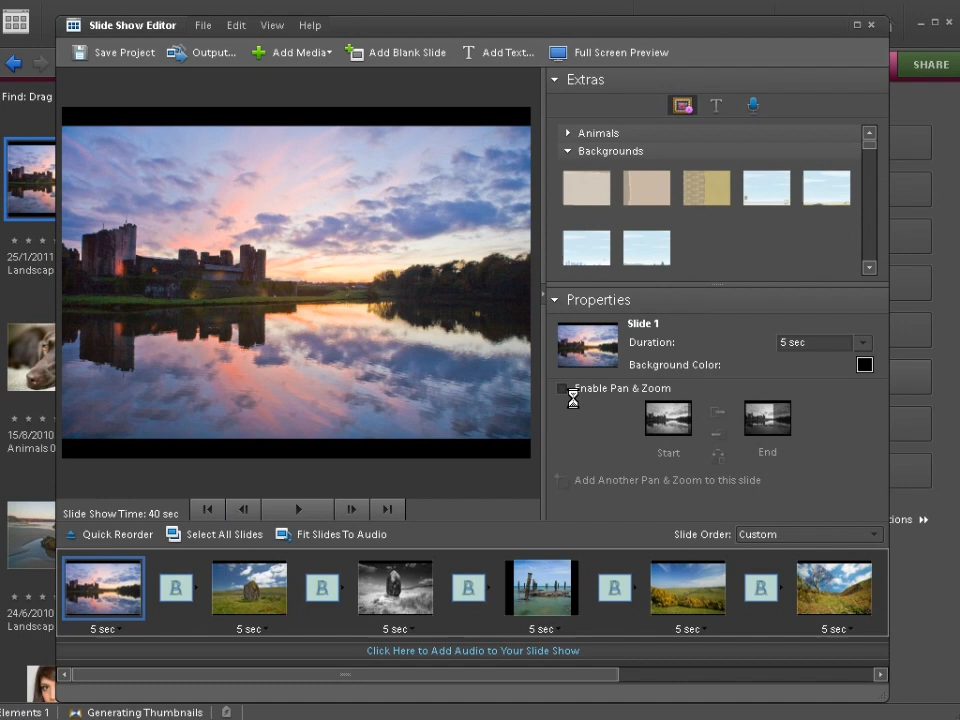 Slide Show Editor File Edit View Help
Save Project Output... Add Media Add Blank Slide T Add Text... Full Screen Preview
SHARE
Find: Drag
Extras
T
Animals
Backgrounds
25/1/2011
Landscap
Properties
Slide 1
Duration: 5 sec
Background Color:
Enable Pan & Zoom
Start End
15/8/2010
Animals 0
Add Another Pan & Zoom to this slide
Slide Show Time: 40 sec
ions
Quick Reorder Select All Slides Fit Slides To Audio Slide Order: Custom
B B B B B
24/6/2010
Landscap
5 sec 5 sec 5 sec 5 sec 5 sec 5 sec
Click Here to Add Audio to Your Slide Show
lements 1 Generating Thumbnails